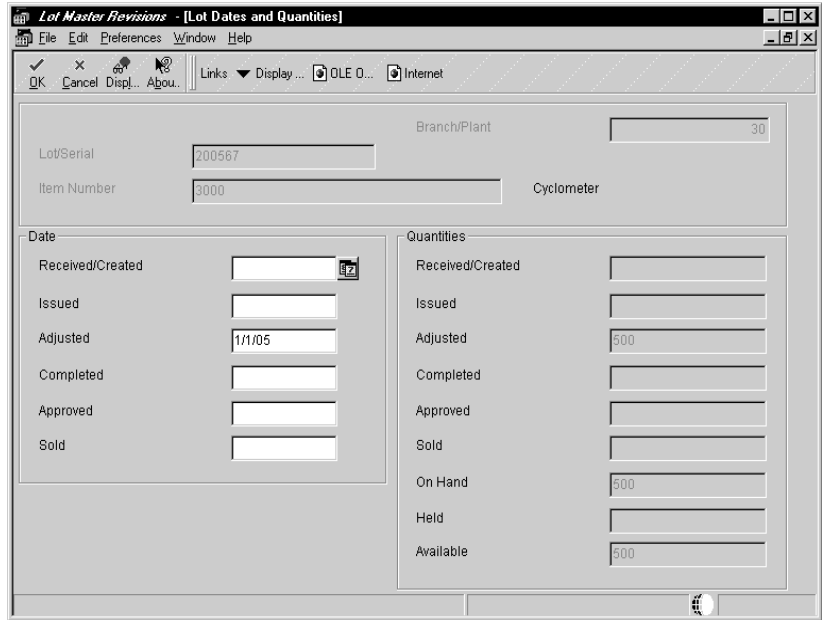 Lot Master Revisions - [Lot Dates and Quantities]
File Edit Preferences Window Help
OK Cancel Displ... Abou.. Links Display ... OLE O... Internet
Branch/Plant 30
Lot/Serial 200567
Item Number 3000 Cyclometer
Date Quantities
Received/Created Received/Created
Issued Issued
Adjusted 1/1/05 Adjusted 500
Completed Completed
Approved Approved
Sold Sold
On Hand 500
Held
Available 500